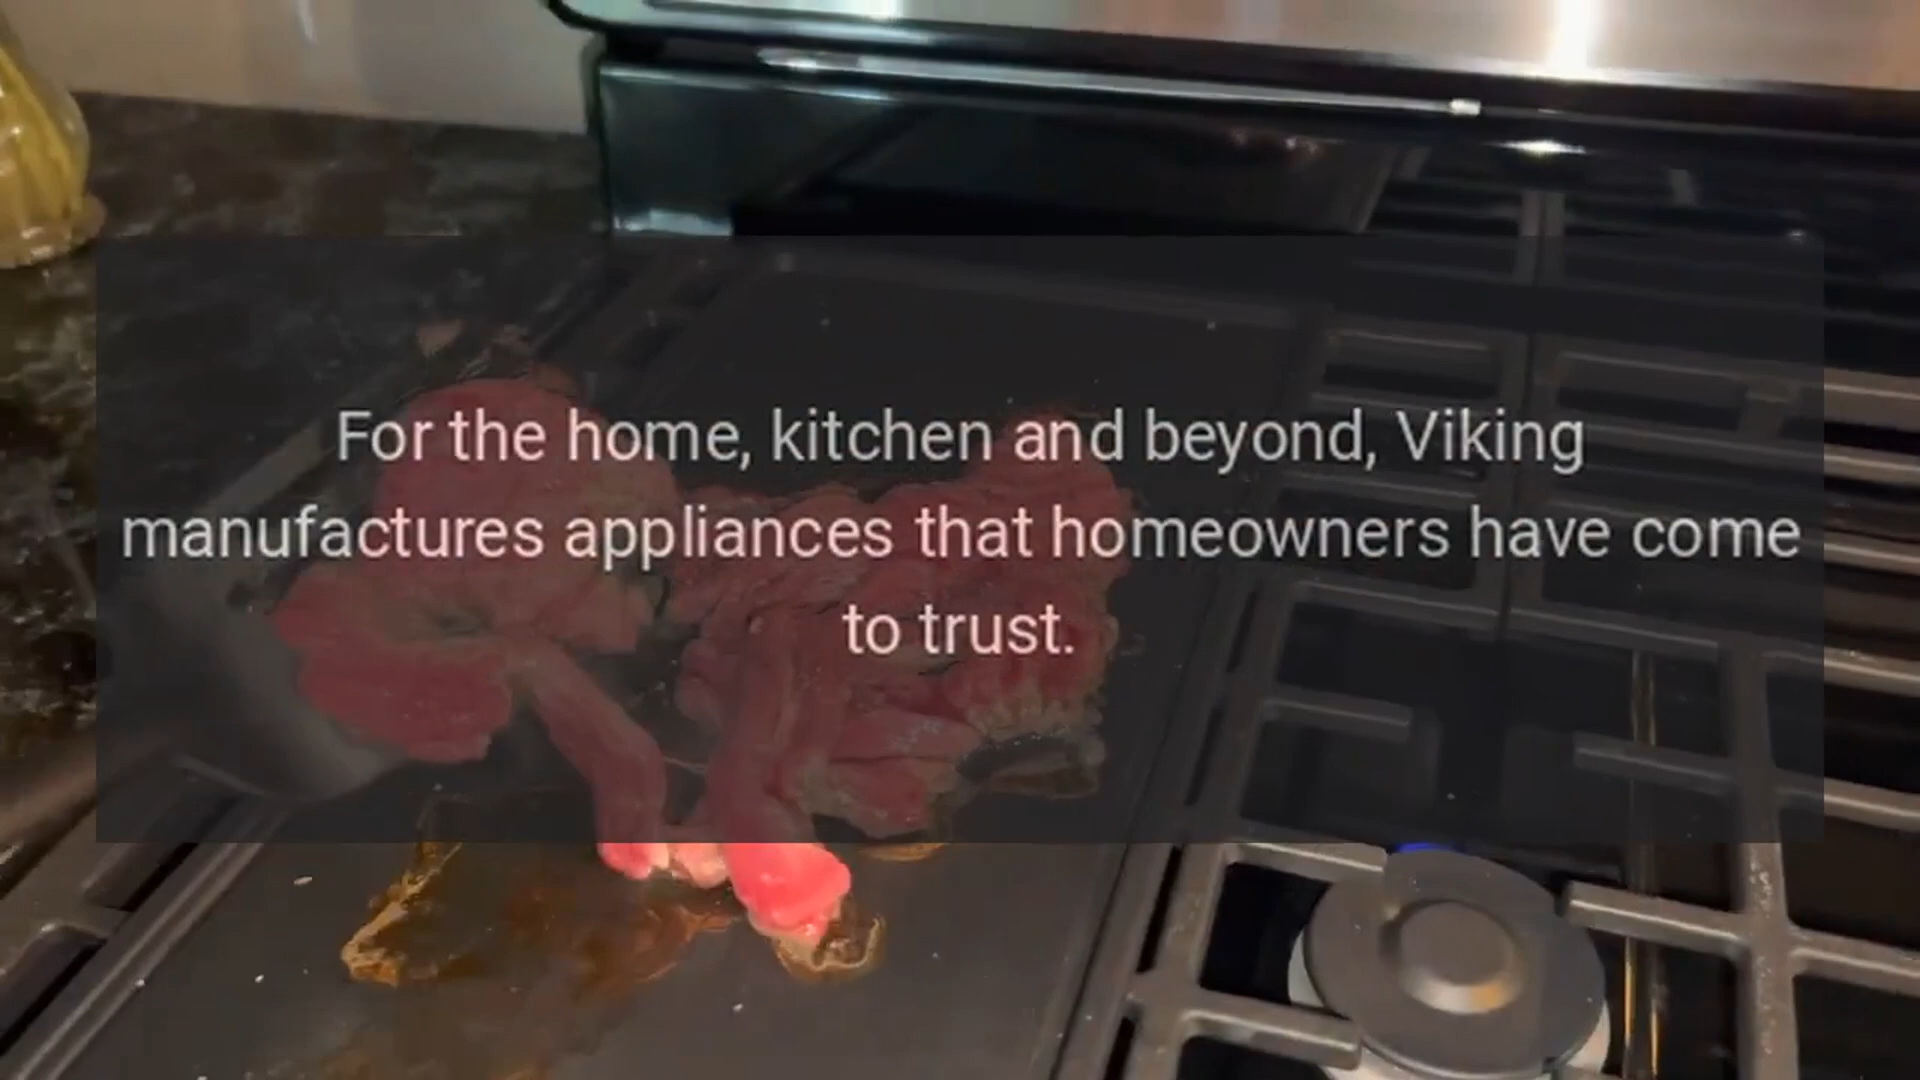 For the home, kitchen and beyond, Viking
manufactures appliances that homeowners have come
to trust.